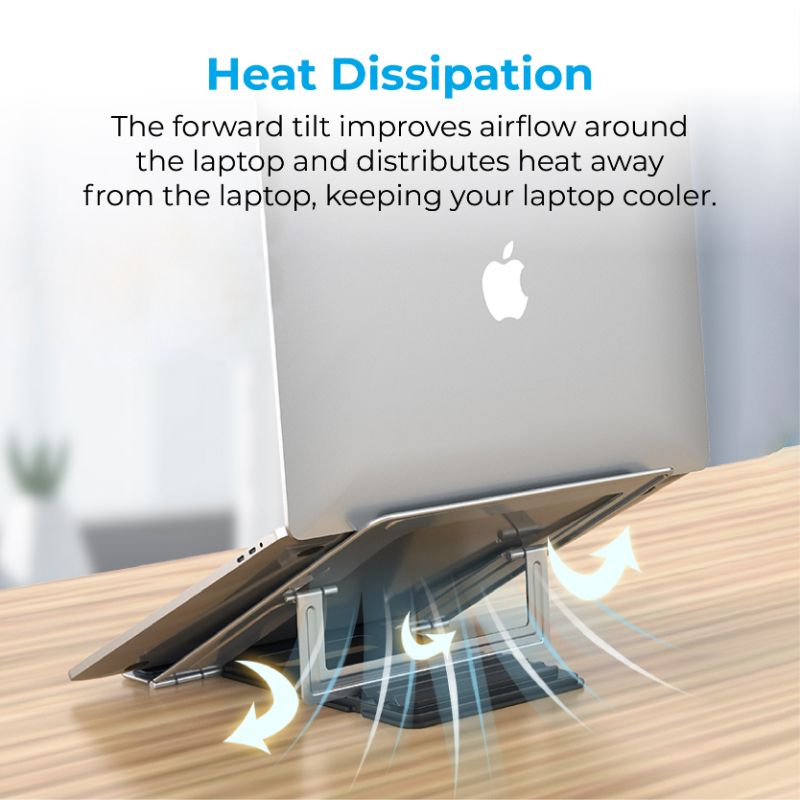 Heat Dissipation
The forward tilt improves airflow around
the laptop and distributes heat away
from the laptop, keeping your laptop cooler.